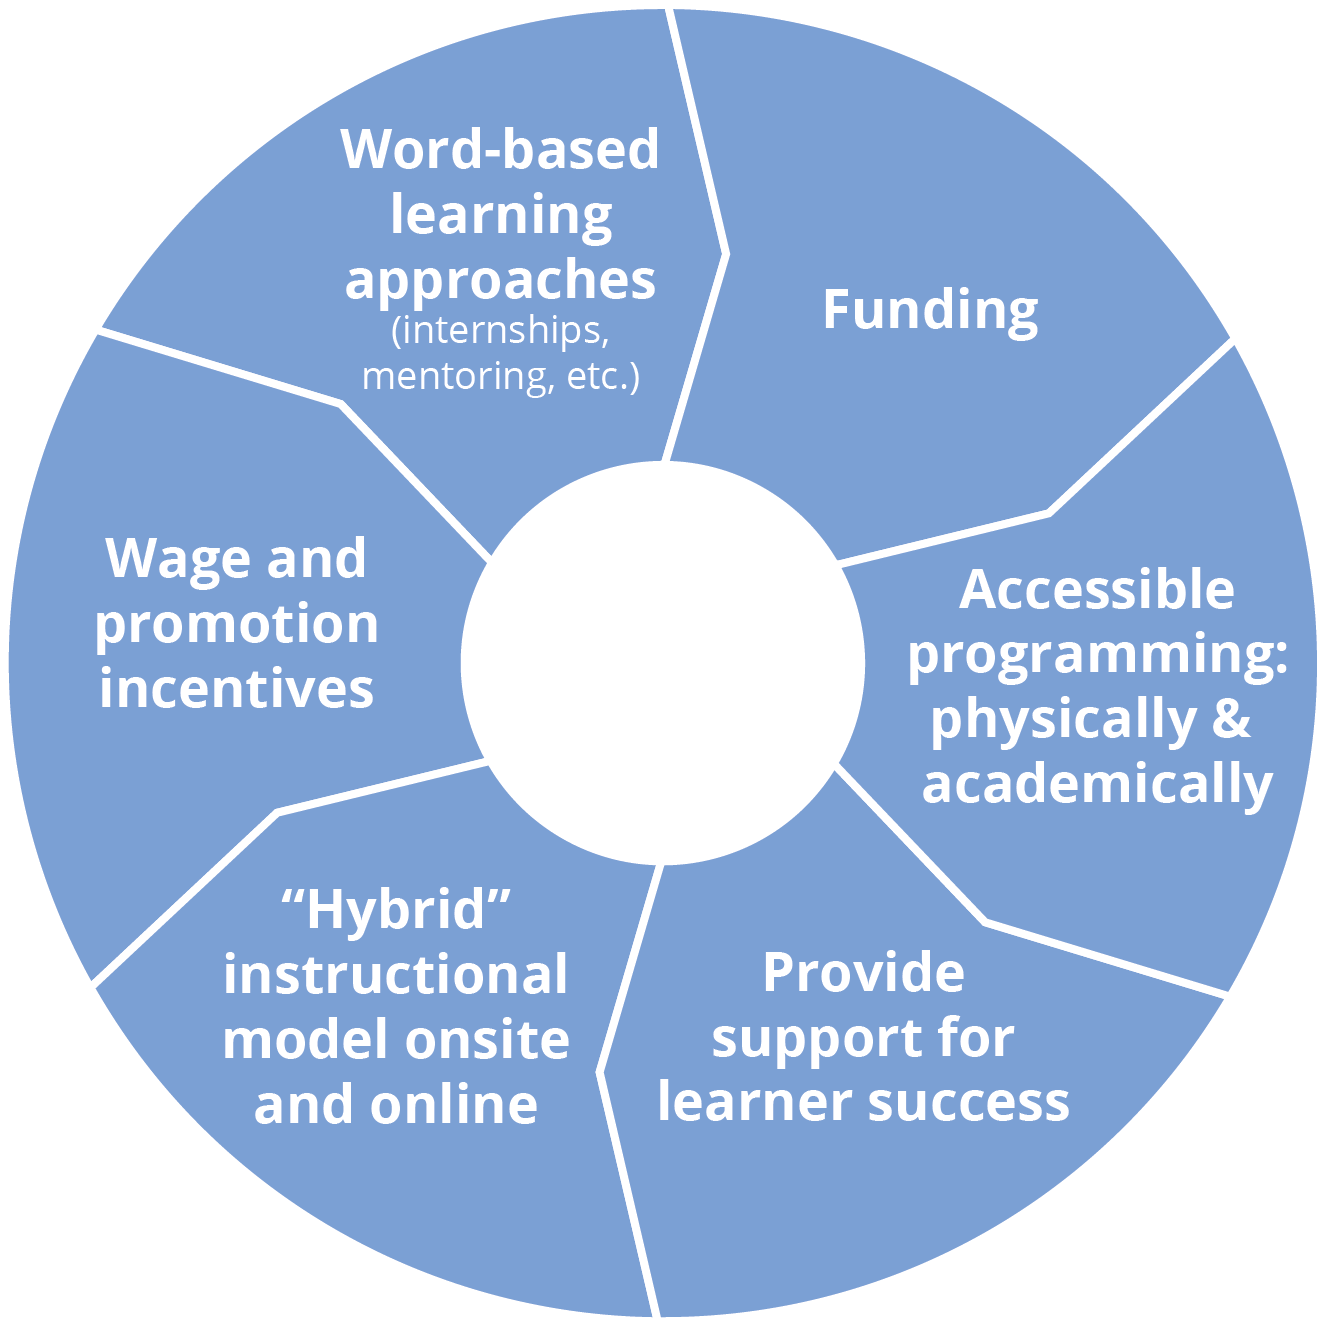 Word-based
learning
approaches
(internships,
mentoring, etc.)
Funding
Accessible
programming:
physically &
academically
Provide
support for
learner success
“Hybrid”
instructional
model onsite
and online
Wage and
promotion
incentives